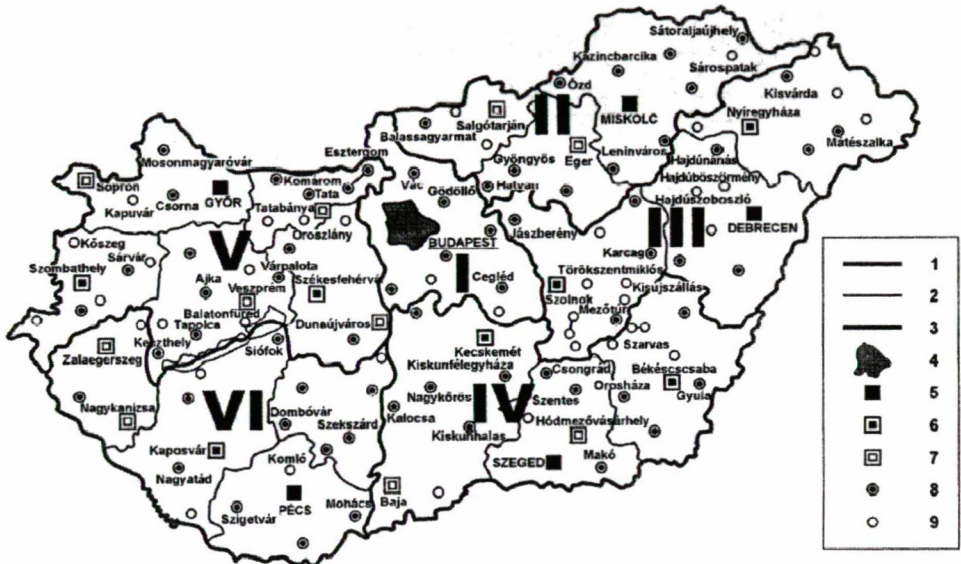 Sátoraljaújhely
Kazincbarcika
Sárospatak
Ózd
Kisvárda
Salgótarján
II
MISKOLC
Nyíregyháza
Balassagyarmat
Mátészalka
Esztergom
Eger
Leninváros
Hajdúnánás
Mosonmagyaróvár
Gyöngyös
Hajdúböszörmény
Sopron
Komárom
Vác
Gödöllő
Hatvan
Hajdúszoboszló
Kapuvár
Csorna
GYŐR
Tata
Tatabánya
Oroszlány
Jászberény
III
DEBRECEN
Kőszeg
BUDAPEST
Karcag
Sárvár
V
I
Szombathely
Ajka
Várpalota
Székesfehérvár
Cegléd
Törökszentmiklós
Veszprém
Szolnok
Kisújszállás
Balatonfüred
Mezőtúr
Tapolca
Dunaújváros
Keszthely
Siófok
Szarvas
Zalaegerszeg
Kecskemét
Kiskunfélegyháza
Csongrád
Békéscscsaba
Orosháza
Nagykanizsa
VI
Nagykőrös
IV
Szentes
Gyula
Dombóvár
Kalocsa
Szekszárd
Hódmezővásárhely
Kaposvár
Kiskunhalas
Komló
Nagyatád
SZEGED
Makó
PÉCS
Baja
Szigetvár
Mohács
1
2
3
4
5
6
7
8
9